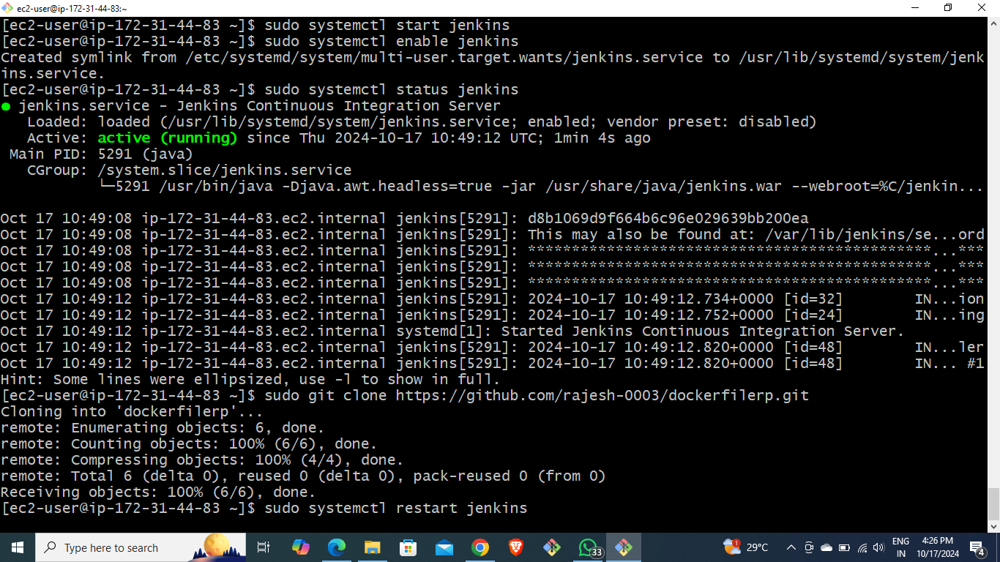 ec2-user@ip-172-31-44-83:~
[ec2-user@ip-172-31-44-83 ~]$ sudo systemctl start jenkins
[ec2-user@ip-172-31-44-83 ~]$ sudo systemctl enable jenkins
Created symlink from /etc/systemd/system/multi-user.target.wants/jenkins.service to /usr/lib/systemd/system/jenk
ins.service.
[ec2-user@ip-172-31-44-83 ~]$ sudo systemctl status jenkins
● jenkins.service - Jenkins Continuous Integration Server
Loaded: loaded (/usr/lib/systemd/system/jenkins.service; enabled; vendor preset: disabled)
Active: active (running) since Thu 2024-10-17 10:49:12 UTC; 1min 4s ago
Main PID: 5291 (java)
CGroup: /system.slice/jenkins.service
└─5291 /usr/bin/java -Djava.awt.headless=true -jar /usr/share/java/jenkins.war --webroot=%C/jenkin...
Oct 17 10:49:08 ip-172-31-44-83.ec2.internal jenkins[5291]: d8b1069d9f664b6c96e029639bb200ea
Oct 17 10:49:08 ip-172-31-44-83.ec2.internal jenkins[5291]: This may also be found at: /var/lib/jenkins/se...ord
Oct 17 10:49:08 ip-172-31-44-83.ec2.internal jenkins[5291]: **********************************************...***
Oct 17 10:49:08 ip-172-31-44-83.ec2.internal jenkins[5291]: **********************************************...***
Oct 17 10:49:08 ip-172-31-44-83.ec2.internal jenkins[5291]: **********************************************...***
Oct 17 10:49:12 ip-172-31-44-83.ec2.internal jenkins[5291]: 2024-10-17 10:49:12.734+0000 [id=32] IN...ion
Oct 17 10:49:12 ip-172-31-44-83.ec2.internal jenkins[5291]: 2024-10-17 10:49:12.752+0000 [id=24] IN...ing
Oct 17 10:49:12 ip-172-31-44-83.ec2.internal systemd[1]: Started Jenkins Continuous Integration Server.
Oct 17 10:49:12 ip-172-31-44-83.ec2.internal jenkins[5291]: 2024-10-17 10:49:12.820+0000 [id=48] IN...ler
Oct 17 10:49:12 ip-172-31-44-83.ec2.internal jenkins[5291]: 2024-10-17 10:49:12.820+0000 [id=48] IN... #1
Hint: Some lines were ellipsized, use -l to show in full.
[ec2-user@ip-172-31-44-83 ~]$ sudo git clone https://github.com/rajesh-0003/dockerfilerp.git
Cloning into 'dockerfilerp'...
remote: Enumerating objects: 6, done.
remote: Counting objects: 100% (6/6), done.
remote: Compressing objects: 100% (4/4), done.
remote: Total 6 (delta 0), reused 0 (delta 0), pack-reused 0 (from 0)
Receiving objects: 100% (6/6), done.
[ec2-user@ip-172-31-44-83 ~]$ sudo systemctl restart jenkins
Type here to search
33
1
29°C
ENG
IN
4:26 PM
10/17/2024
4